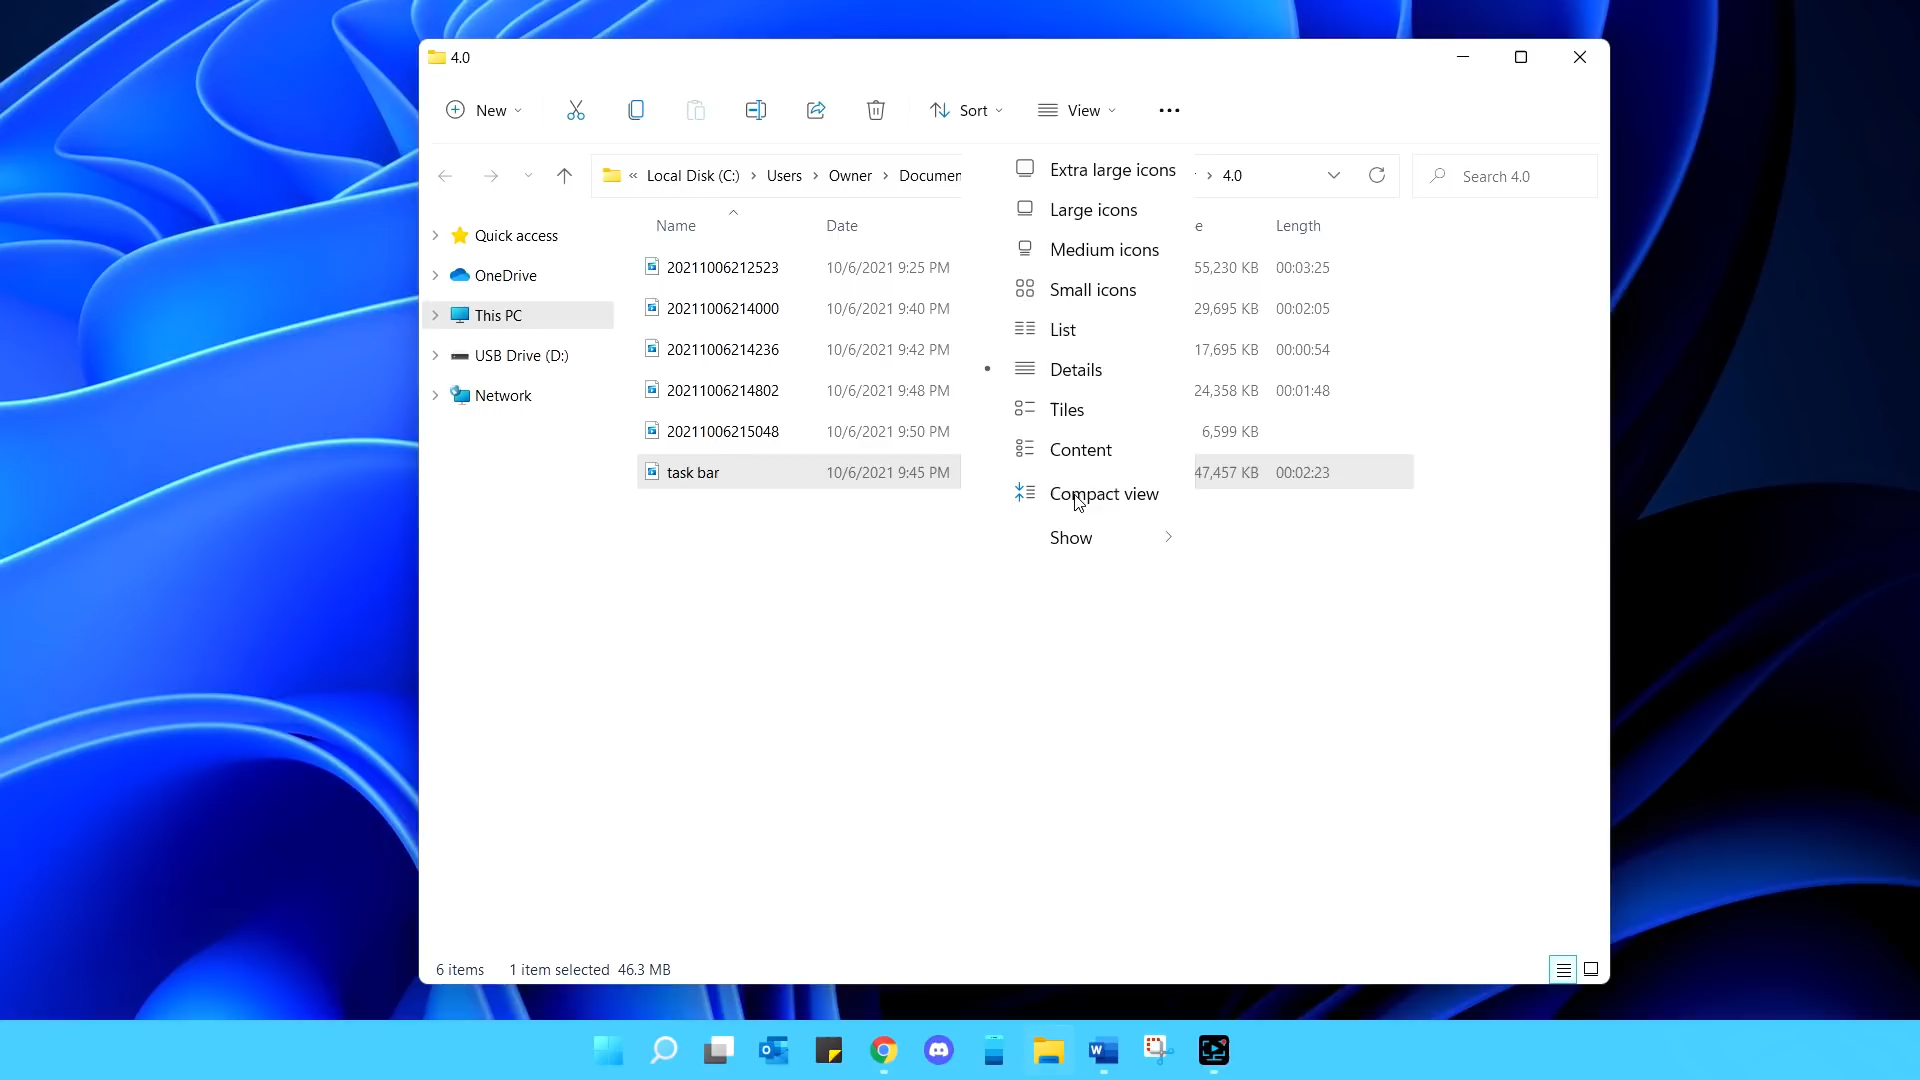 4.0
New
Sort
View
« Local Disk (C:) > Users > Owner > Documen
> 4.0
Search 4.0
Quick access
OneDrive
This PC
USB Drive (D:)
Network
Name Date e Length
20211006212523 10/6/2021 9:25 PM 55,230 KB 00:03:25
20211006214000 10/6/2021 9:40 PM 29,695 KB 00:02:05
20211006214236 10/6/2021 9:42 PM 17,695 KB 00:00:54
20211006214802 10/6/2021 9:48 PM 24,358 KB 00:01:48
20211006215048 10/6/2021 9:50 PM 6,599 KB
task bar 10/6/2021 9:45 PM 47,457 KB 00:02:23
Extra large icons
Large icons
Medium icons
Small icons
List
Details
Tiles
Content
Compact view
Show
6 items 1 item selected 46.3 MB